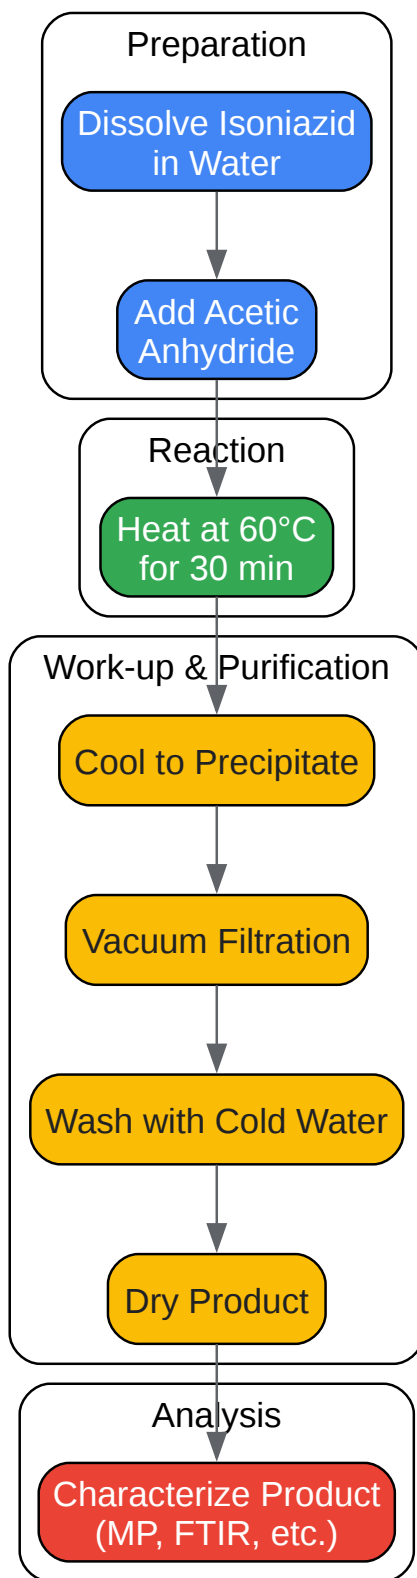 Preparation
Dissolve Isoniazid
in Water
Add Acetic
Anhydride
Reaction
Heat at 60°C
for 30 min
Work-up & Purification
Cool to Precipitate
Vacuum Filtration
Wash with Cold Water
Dry Product
Analysis
Characterize Product
(MP, FTIR, etc.)